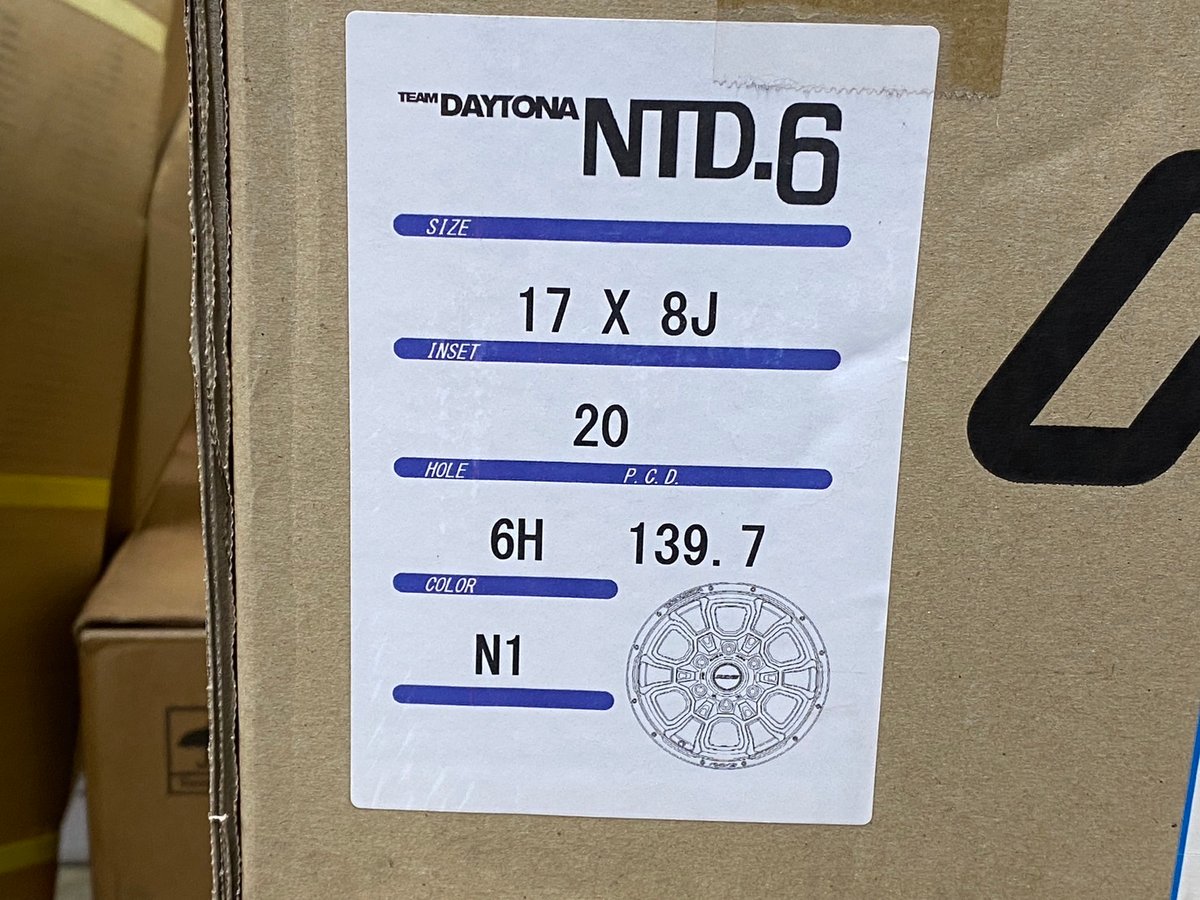 TEAM DAYTONA NTD.6
SIZE
17 X 8J
INSET
20
HOLE P.C.D.
6H 139.7
COLOR
N1